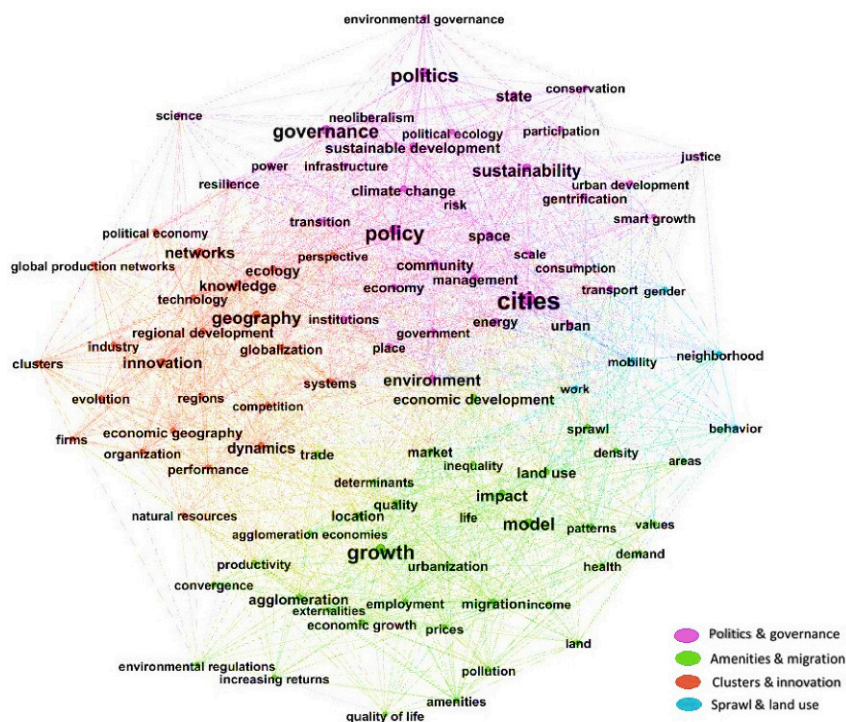 environmental governance
politics
state
conservation
science
neoliberalism
governance
political ecology
participation
sustainable development
justice
power
infrastructure
sustainability
resilience
climate change
urban development
risk
gentrification
transition
smart growth
political economy
policy
space
networks
perspective
scale
global production networks
ecology
community
consumption
knowledge
economy
management
transport
gender
technology
cities
geography
institutions
energy
urban
regional development
government
industry
globalization
place
neighborhood
clusters
innovation
mobility
systems
environment
work
evolution
regions
economic development
competition
firms
economic geography
sprawl
behavior
organization
dynamics
trade
market
density
areas
performance
inequality
land use
determinants
quality
impact
natural resources
location
life
model
patterns
values
agglomeration economies
growth
demand
productivity
urbanization
health
convergence
agglomeration
employment
migration
income
externalities
economic growth
prices
land
environmental regulations
increasing returns
pollution
amenities
quality of life
Politics & governance
Amenities & migration
Clusters & innovation
Sprawl & land use